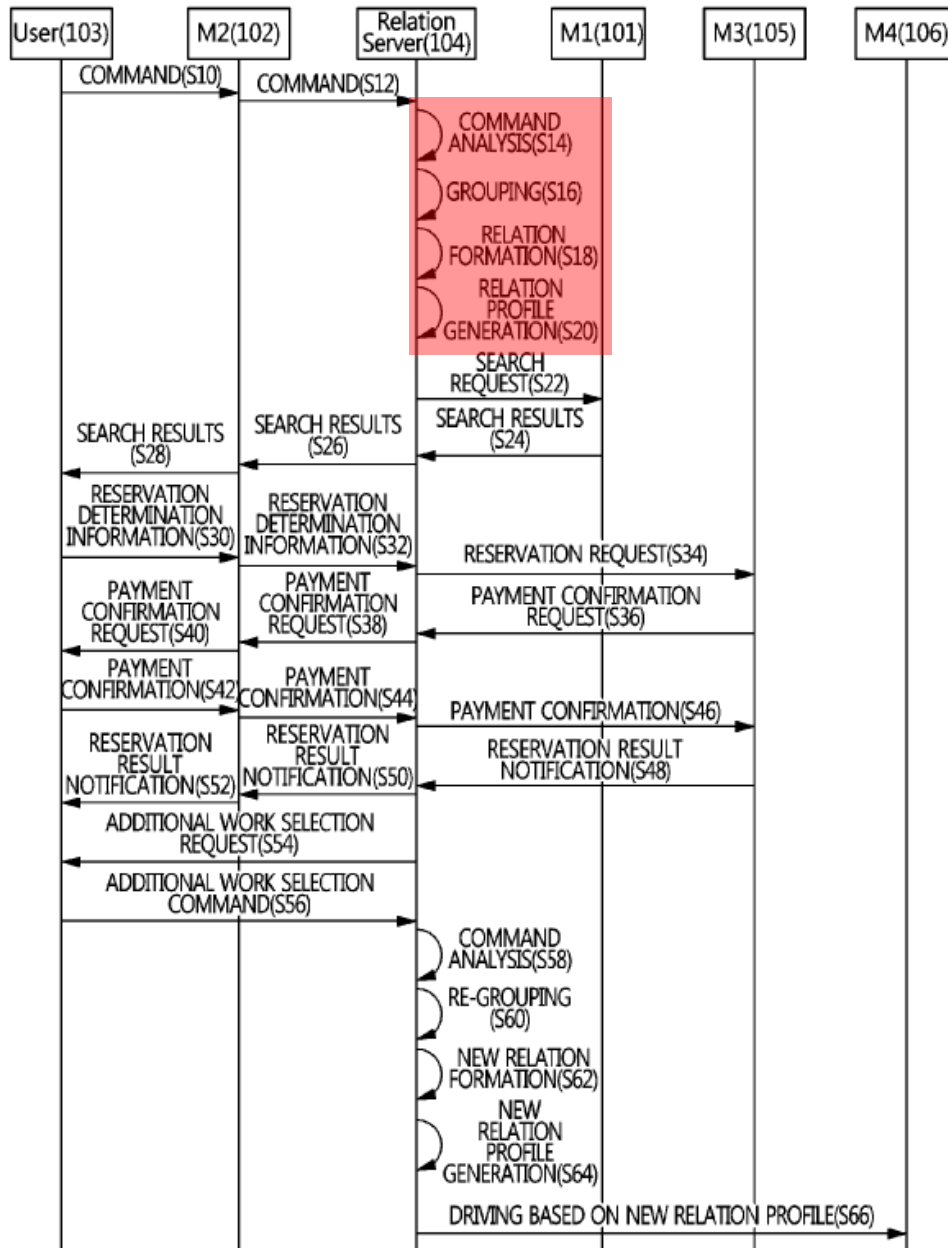 User(103)
M2(102)
Relation
Server(104)
M1(101)
M3(105)
M4(106)
COMMAND(S10)
COMMAND(S12)
COMMAND
ANALYSIS(S14)
GROUPING(S16)
RELATION
FORMATION(S18)
RELATION
PROFILE
GENERATION(S20)
SEARCH
REQUEST(S22)
SEARCH RESULTS
(S24)
SEARCH RESULTS
(S26)
SEARCH RESULTS
(S28)
RESERVATION
DETERMINATION
INFORMATION(S30)
RESERVATION
DETERMINATION
INFORMATION(S32)
RESERVATION REQUEST(S34)
PAYMENT CONFIRMATION
REQUEST(S36)
PAYMENT
CONFIRMATION
REQUEST(S38)
PAYMENT
CONFIRMATION
REQUEST(S40)
PAYMENT
CONFIRMATION(S42)
PAYMENT
CONFIRMATION(S44)
PAYMENT CONFIRMATION(S46)
RESERVATION RESULT
NOTIFICATION(S48)
RESERVATION
RESULT
NOTIFICATION(S50)
RESERVATION
RESULT
NOTIFICATION(S52)
ADDITIONAL WORK SELECTION
REQUEST(S54)
ADDITIONAL WORK SELECTION
COMMAND(S56)
COMMAND
ANALYSIS(S58)
RE-GROUPING
(S60)
NEW RELATION
FORMATION(S62)
NEW
RELATION
PROFILE
GENERATION(S64)
DRIVING BASED ON NEW RELATION PROFILE(S66)